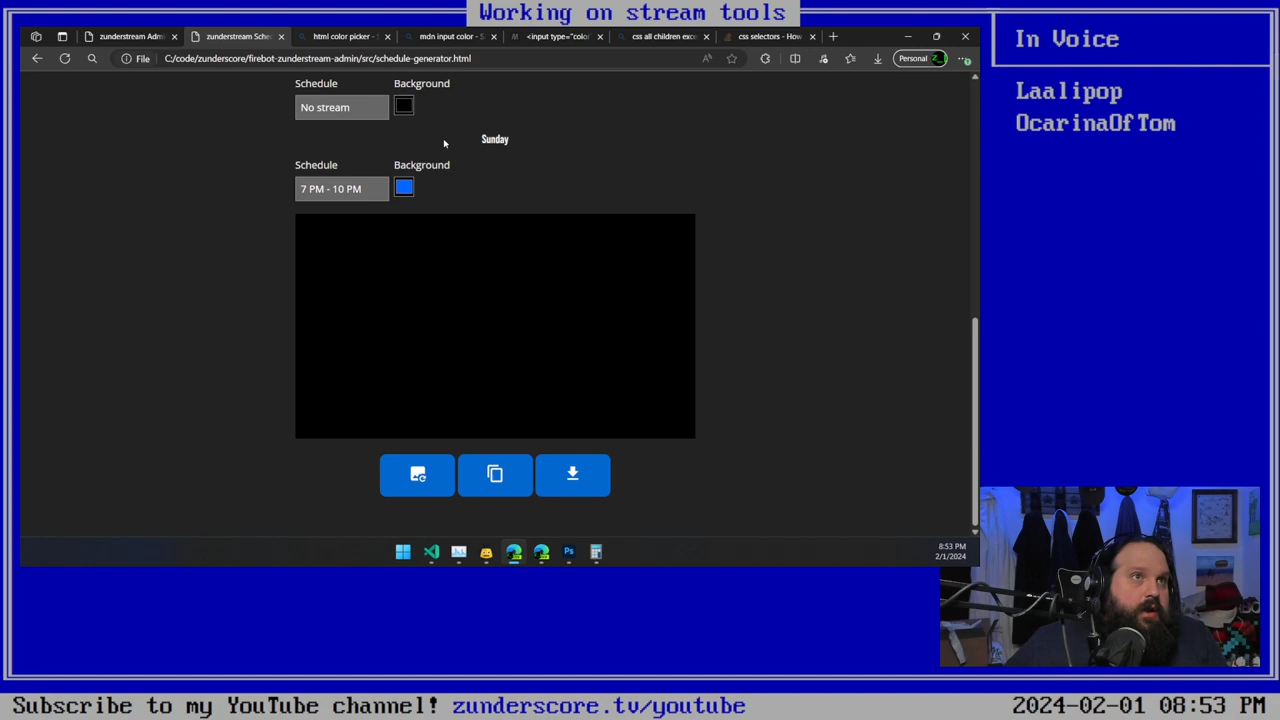 Working on stream tools
zunderstream Adm
zunderstream Sche
html color picker - S
mdn input color - S
<input type="color"
css all children exce
css selectors - How
File
C:/code/zunderscore/firebot-zunderstream-admin/src/schedule-generator.html
Personal
Schedule
Background
No stream
Sunday
Schedule
Background
7 PM - 10 PM
8:53 PM
2/1/2024
In Voice
Laalipop
OcarinaOfTom
Subscribe to my YouTube channel! zunderscore.tv/youtube
2024-02-01 08:53 PM